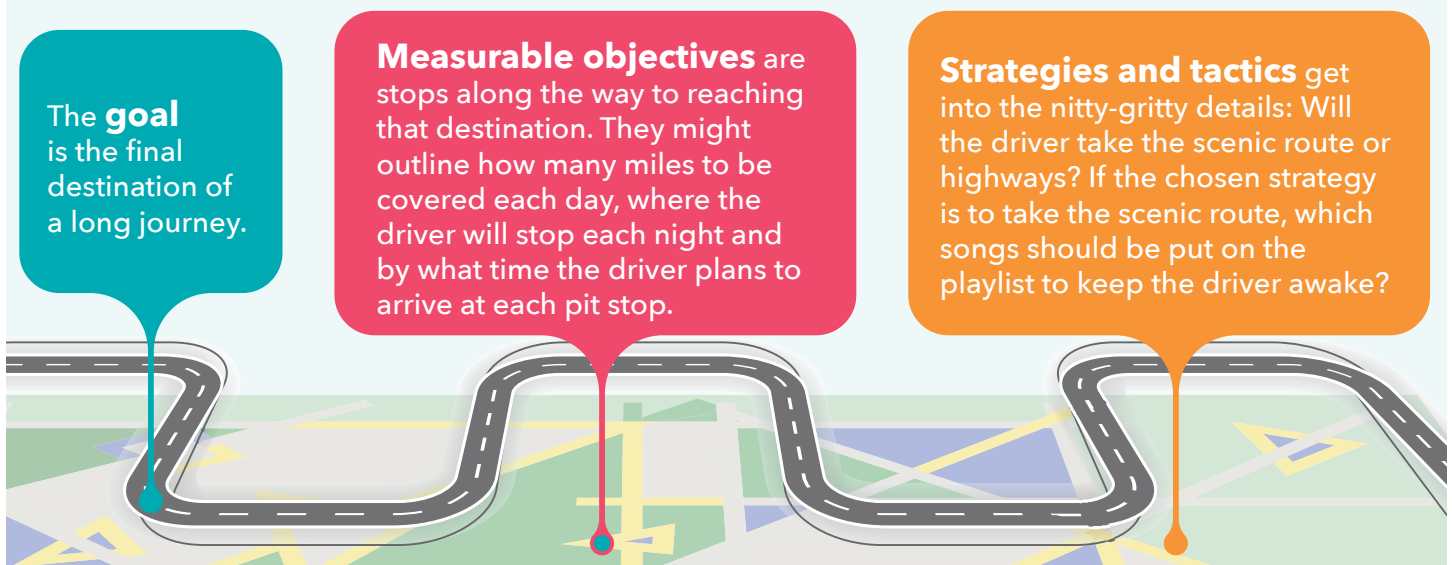 The goal
is the final
destination of
a long journey.
Measurable objectives are
stops along the way to reaching
that destination. They might
outline how many miles to be
covered each day, where the
driver will stop each night and
by what time the driver plans to
arrive at each pit stop.
Strategies and tactics get
into the nitty-gritty details: Will
the driver take the scenic route or
highways? If the chosen strategy
is to take the scenic route, which
songs should be put on the
playlist to keep the driver awake?